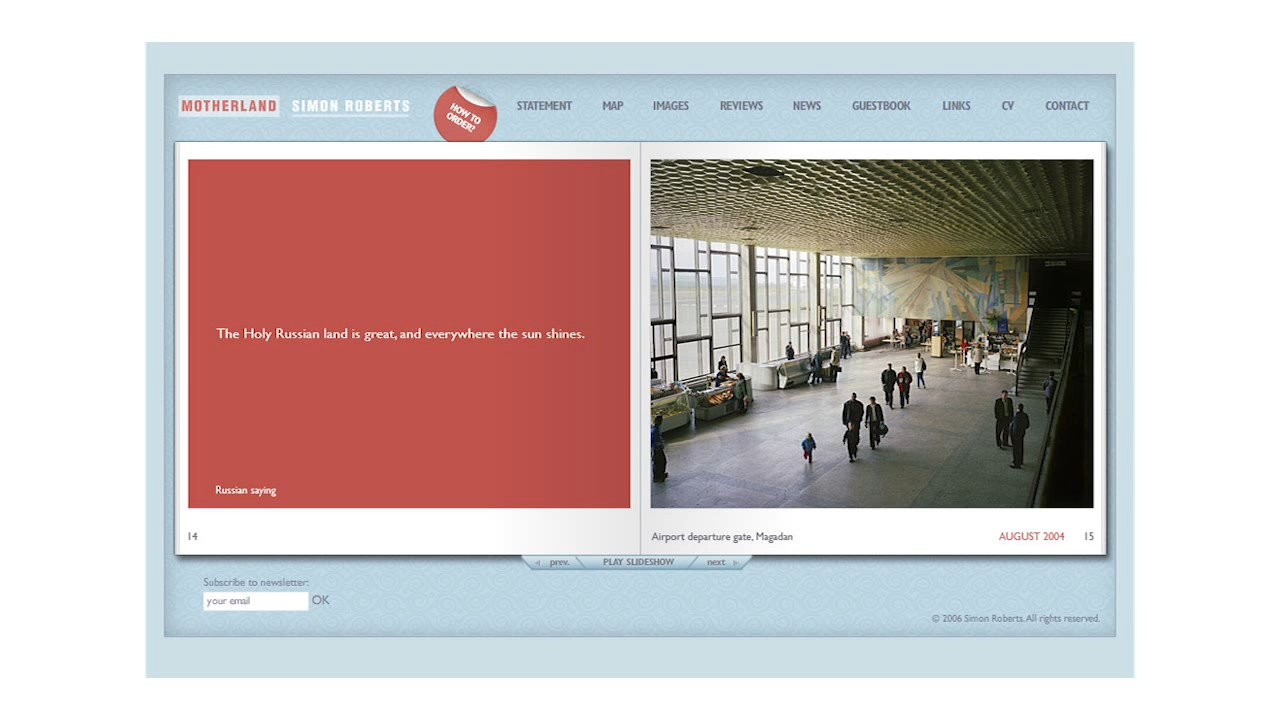 MOTHERLAND SIMON ROBERTS
HOW TO
ORDER?
STATEMENT MAP IMAGES REVIEWS NEWS GUESTBOOK LINKS CV CONTACT
The Holy Russian land is great, and everywhere the sun shines.
Russian saying
14
Airport departure gate, Magadan AUGUST 2004 15
prev. PLAY SLIDESHOW next
Subscribe to newsletter:
your email OK
© 2006 Simon Roberts. All rights reserved.